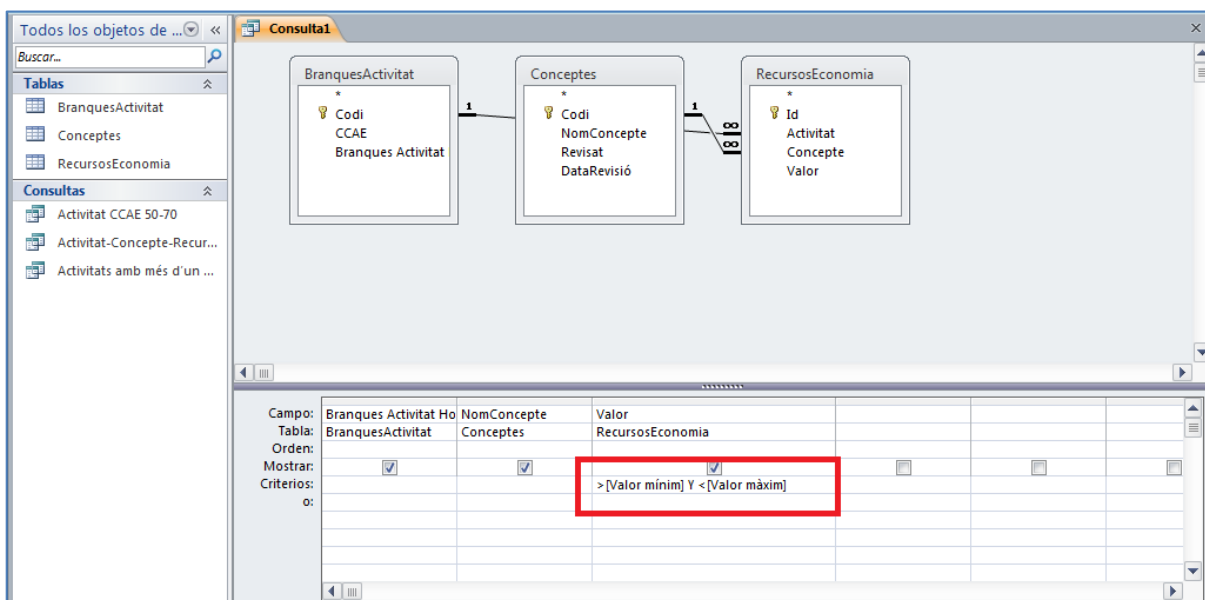 Todos los objetos de ...
«
Consulta1
×
Buscar...
Tablas
BranquesActivitat
Conceptes
RecursosEconomia
Consultas
Activitat CCAE 50-70
Activitat-Concepte-Recur...
Activitats amb més d'un ...
BranquesActivitat
*
Codi
CCAE
Branques Activitat
1
Conceptes
*
Codi
NomConcepte
Revisat
DataRevisió
1
∞
∞
RecursosEconomia
*
Id
Activitat
Concepte
Valor
Campo: Branques Activitat Ho NomConcepte Valor
Tabla: BranquesActivitat Conceptes RecursosEconomia
Orden:
Mostrar:
Criterios: >[Valor mínim] Y <[Valor màxim]
o: